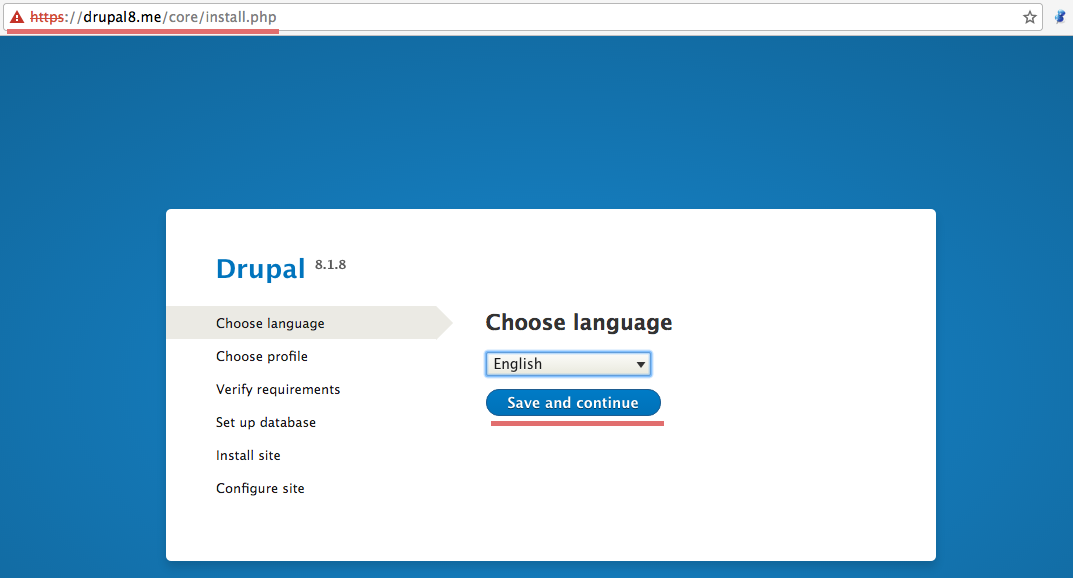 https://drupal8.me/core/install.php
Drupal 8.1.8
Choose language
Choose profile
Verify requirements
Set up database
Install site
Configure site
Choose language
English
Save and continue